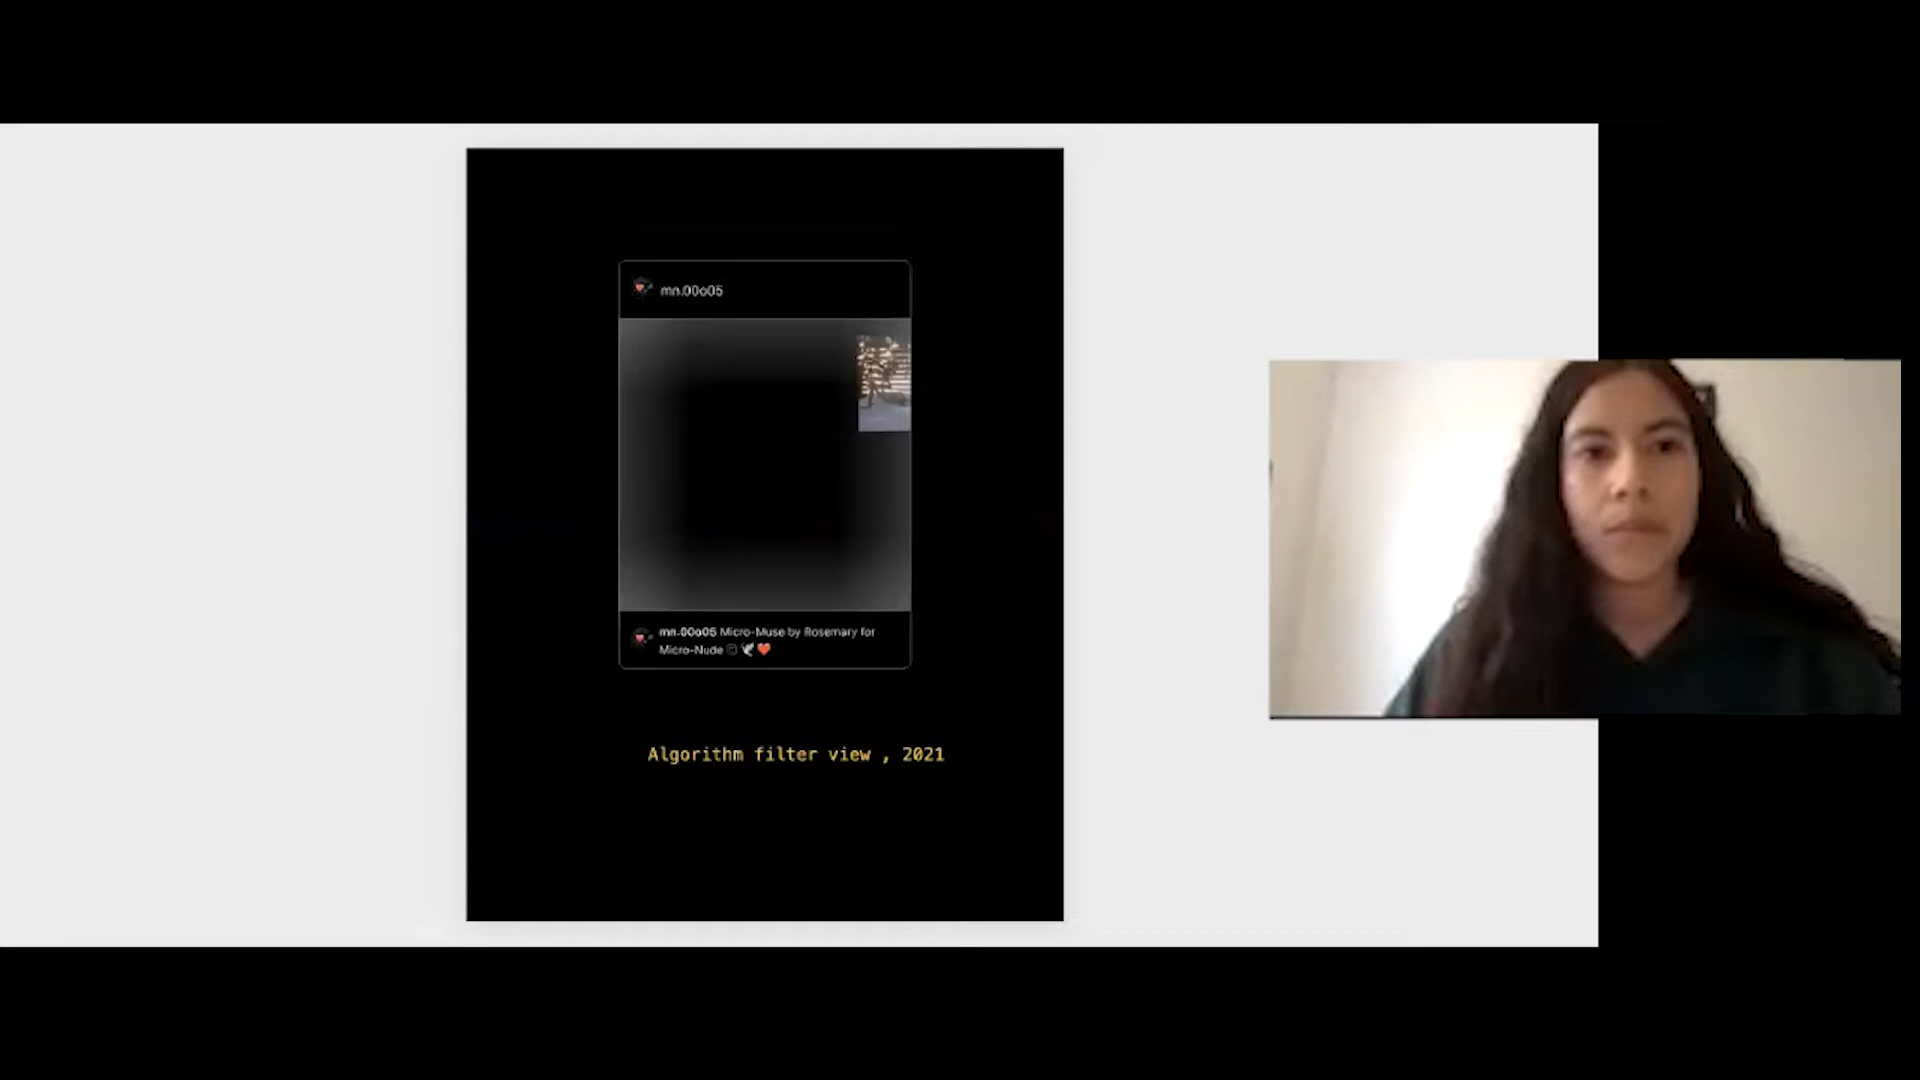 mn.00o05
mn.00o05 Micro-Muse by Rosemary for
Micro-Nude © 🕊️❤️
Algorithm filter view , 2021